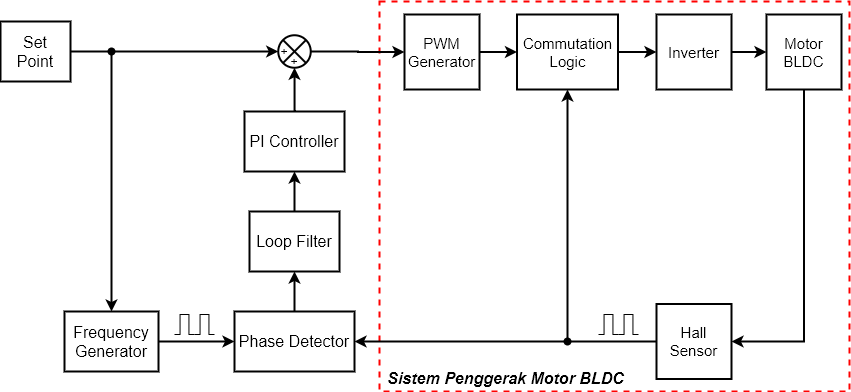 Set
Point
+
+
PWM
Generator
Commutation
Logic
Inverter
Motor
BLDC
PI Controller
Loop Filter
Frequency
Generator
Phase Detector
Hall
Sensor
Sistem Penggerak Motor BLDC